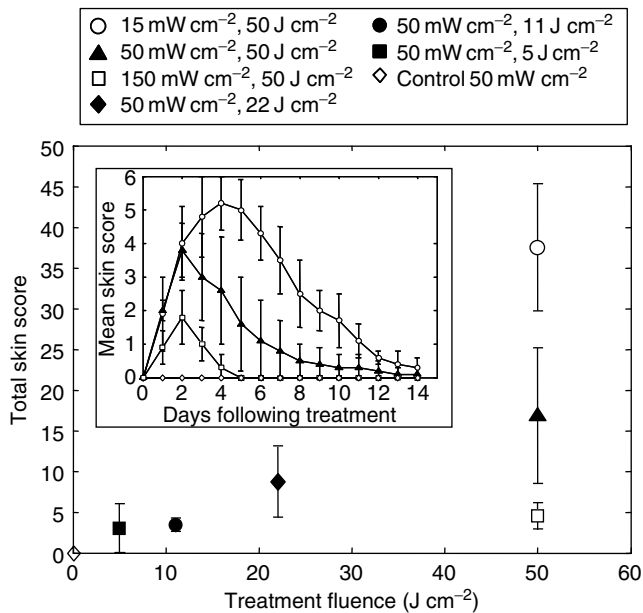 15 mW cm⁻², 50 J cm⁻²
50 mW cm⁻², 50 J cm⁻²
150 mW cm⁻², 50 J cm⁻²
50 mW cm⁻², 22 J cm⁻²
50 mW cm⁻², 11 J cm⁻²
50 mW cm⁻², 5 J cm⁻²
Control 50 mW cm⁻²
50
45
40
35
30
25
20
15
10
5
0
Total skin score
6
5
4
3
2
1
0
Mean skin score
0 2 4 6 8 10 12 14
Days following treatment
0 10 20 30 40 50 60
Treatment fluence (J cm⁻²)